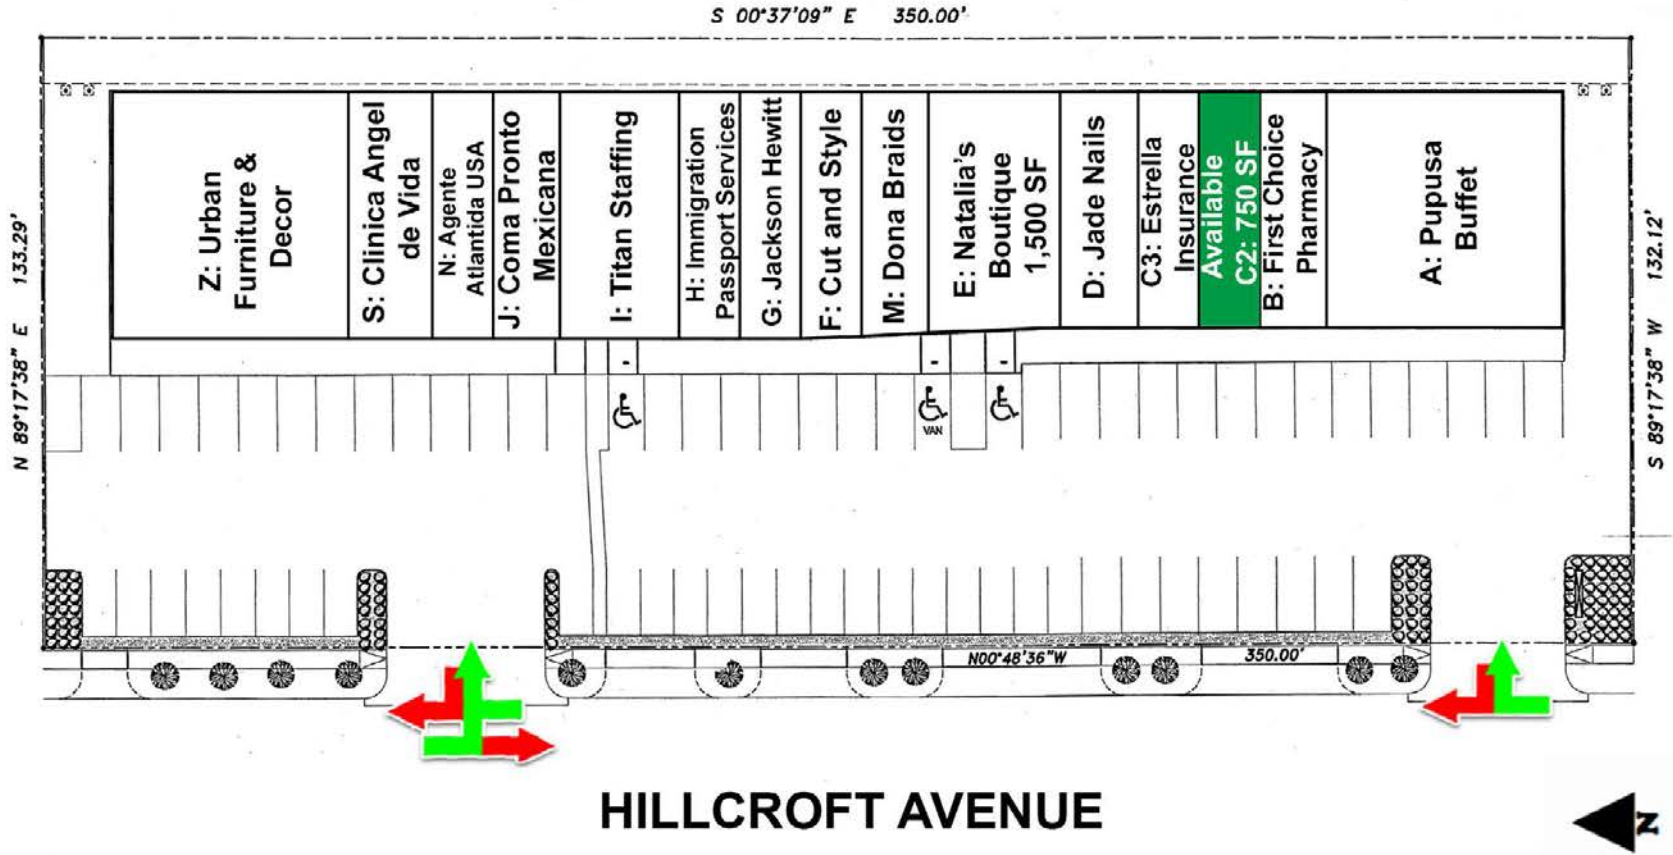 S 00°37'09" E 350.00'
N 89°17'38" E 133.29'
Z: Urban
Furniture &
Decor
S: Clinica Angel
de Vida
N: Agente
Atlantida USA
J: Coma Pronto
Mexicana
I: Titan Staffing
H: Immigration
Passport Services
G: Jackson Hewitt
F: Cut and Style
M: Dona Braids
E: Natalia's
Boutique
1,500 SF
D: Jade Nails
C3: Estrella
Insurance
Available
C2: 750 SF
B: First Choice
Pharmacy
A: Pupusa
Buffet
S 89°17'38" W 132.12'
VAN
N00°48'36"W 350.00'
HILLCROFT AVENUE
N